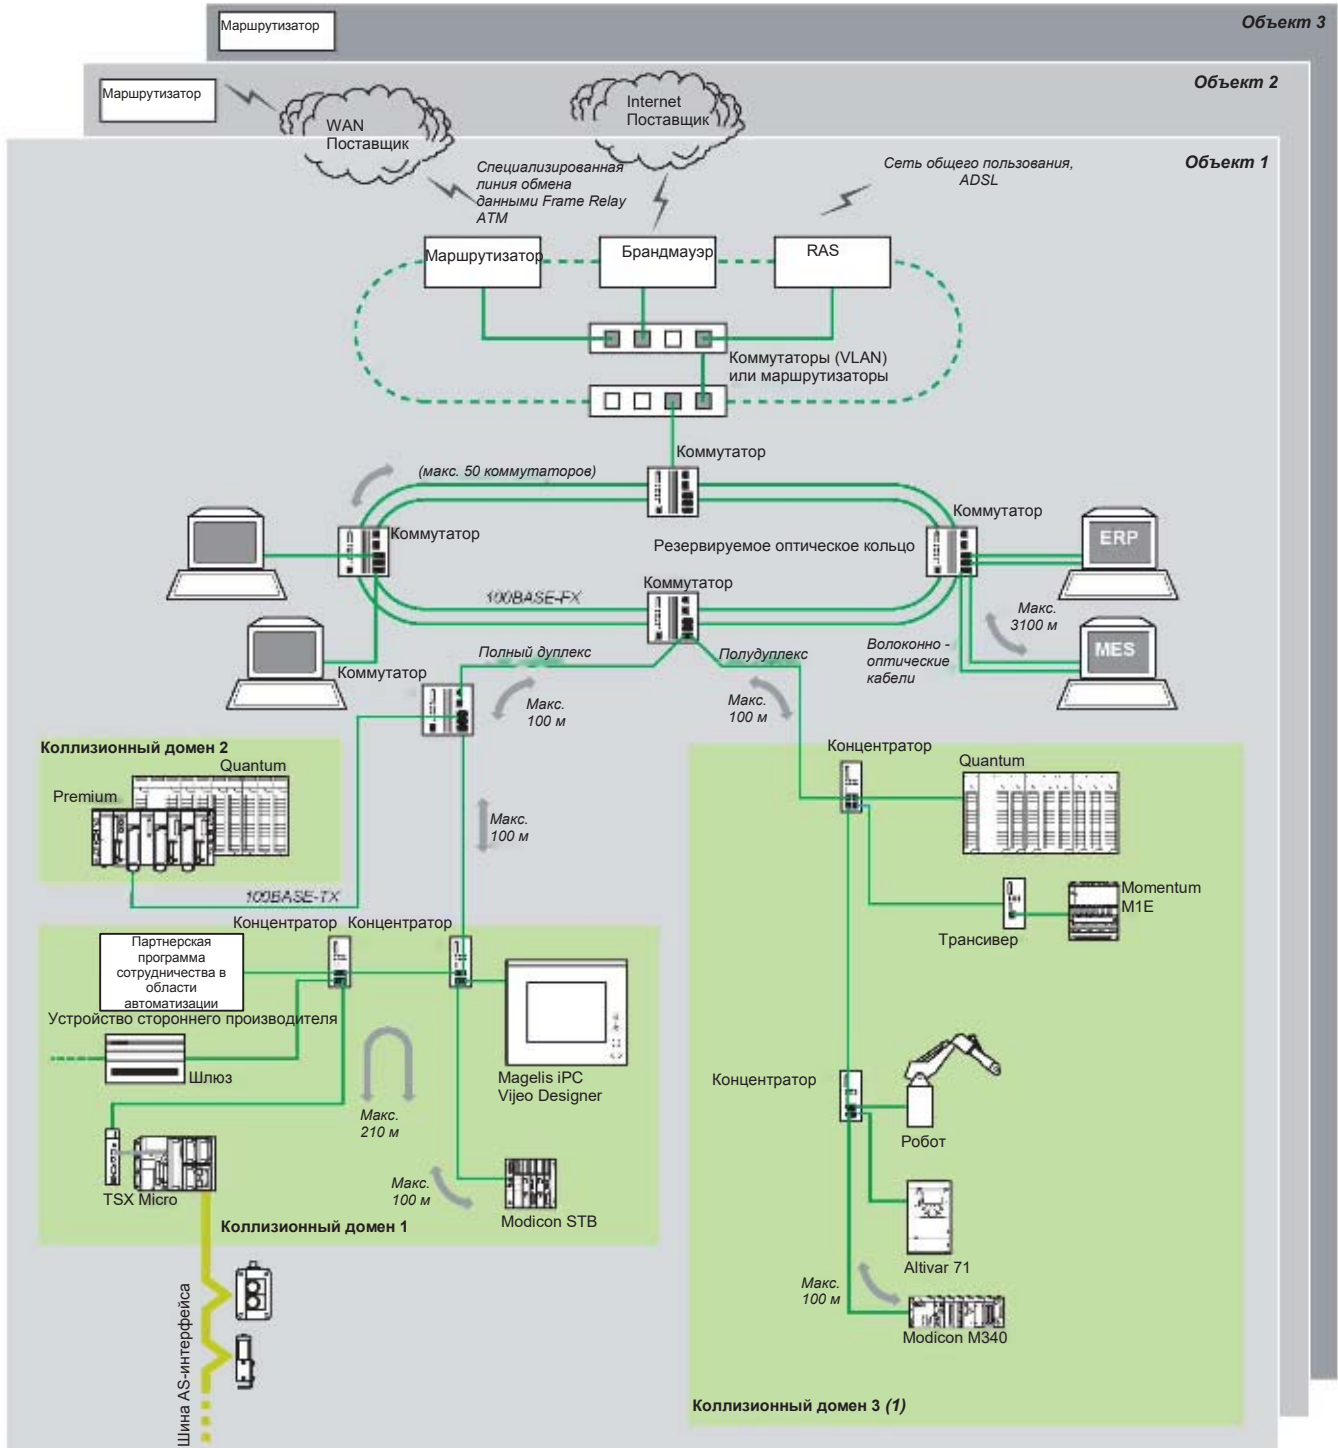 Маршрутизатор
Объект 3
Маршрутизатор
Объект 2
WAN
Поставщик
Internet
Поставщик
Объект 1
Специализированная
линия обмена
данными Frame Relay
ATM
Сеть общего пользования,
ADSL
Маршрутизатор
Брандмауэр
RAS
Коммутаторы (VLAN)
или маршрутизаторы
Коммутатор
(макс. 50 коммутаторов)
Коммутатор
Коммутатор
Резервируемое оптическое кольцо
ERP
Коммутатор
100BASE-FX
Макс.
3100 м
Волоконно -
оптические
кабели
MES
Полный дуплекс
Полудуплекс
Коммутатор
Макс.
100 м
Макс.
100 м
Коллизионный домен 2
Quantum
Premium
Макс.
100 м
100BASE-TX
Концентратор
Quantum
Momentum
M1E
Трансивер
Концентратор
Концентратор
Партнерская
программа
сотрудничества в
области
автоматизации
Устройство стороннего производителя
Шлюз
Magelis iPC
Vijeo Designer
Макс.
210 м
Концентратор
Робот
TSX Micro
Макс.
100 м
Modicon STB
Коллизионный домен 1
Altivar 71
Макс.
100 м
Modicon M340
Шина AS-интерфейса
Коллизионный домен 3 (1)